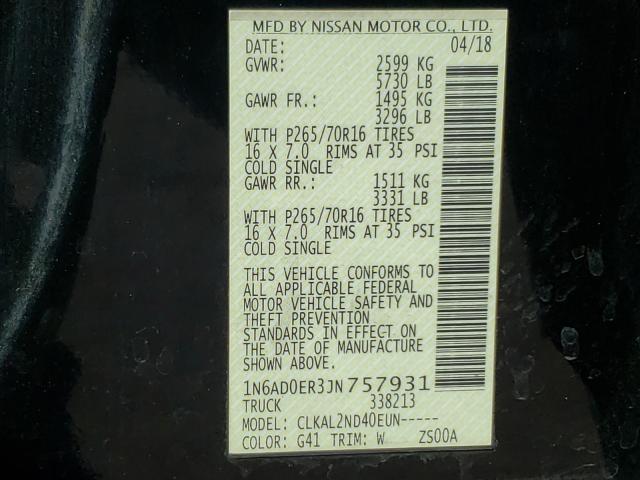 MFD BY NISSAN MOTOR CO., LTD.
DATE: 04/18
GVWR: 2599 KG
5730 LB
GAWR FR.: 1495 KG
3296 LB
WITH P265/70R16 TIRES
16 X 7.0 RIMS AT 35 PSI
COLD SINGLE
GAWR RR.: 1511 KG
3331 LB
WITH P265/70R16 TIRES
16 X 7.0 RIMS AT 35 PSI
COLD SINGLE
THIS VEHICLE CONFORMS TO
ALL APPLICABLE FEDERAL
MOTOR VEHICLE SAFETY AND
THEFT PREVENTION
STANDARDS IN EFFECT ON
THE DATE OF MANUFACTURE
SHOWN ABOVE.
1N6AD0ER3JN757931
TRUCK 338213
MODEL: CLKAL2ND40EUN-----
COLOR: G41 TRIM: W ZS00A